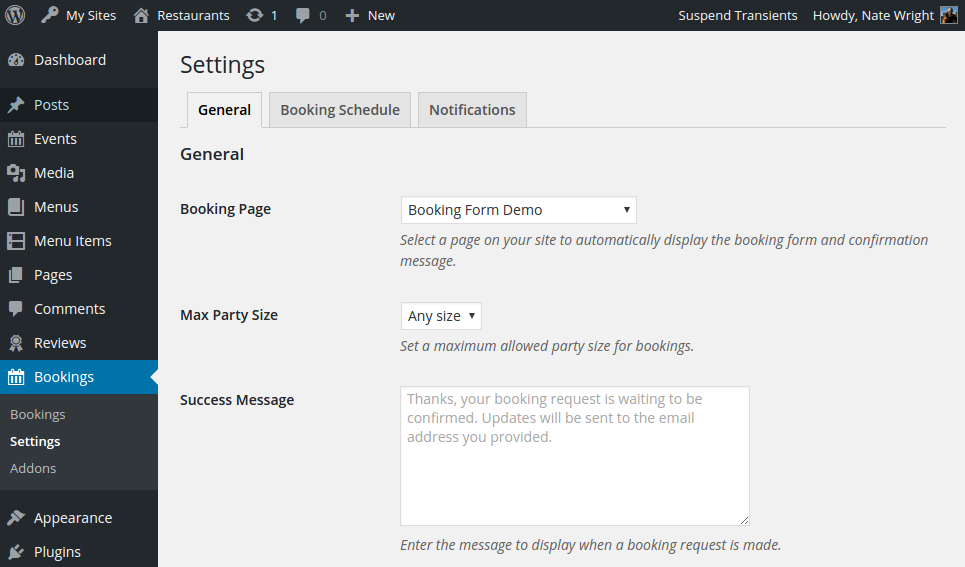 My Sites Restaurants 1 0 New Suspend Transients Howdy, Nate Wright
Dashboard
Posts
Events
Media
Menus
Menu Items
Pages
Comments
Reviews
Bookings
Bookings
Settings
Addons
Appearance
Plugins
Settings
General Booking Schedule Notifications
General
Booking Page Booking Form Demo
Select a page on your site to automatically display the booking form and confirmation
message.
Max Party Size Any size
Set a maximum allowed party size for bookings.
Success Message Thanks, your booking request is waiting to be
confirmed. Updates will be sent to the email
address you provided.
Enter the message to display when a booking request is made.